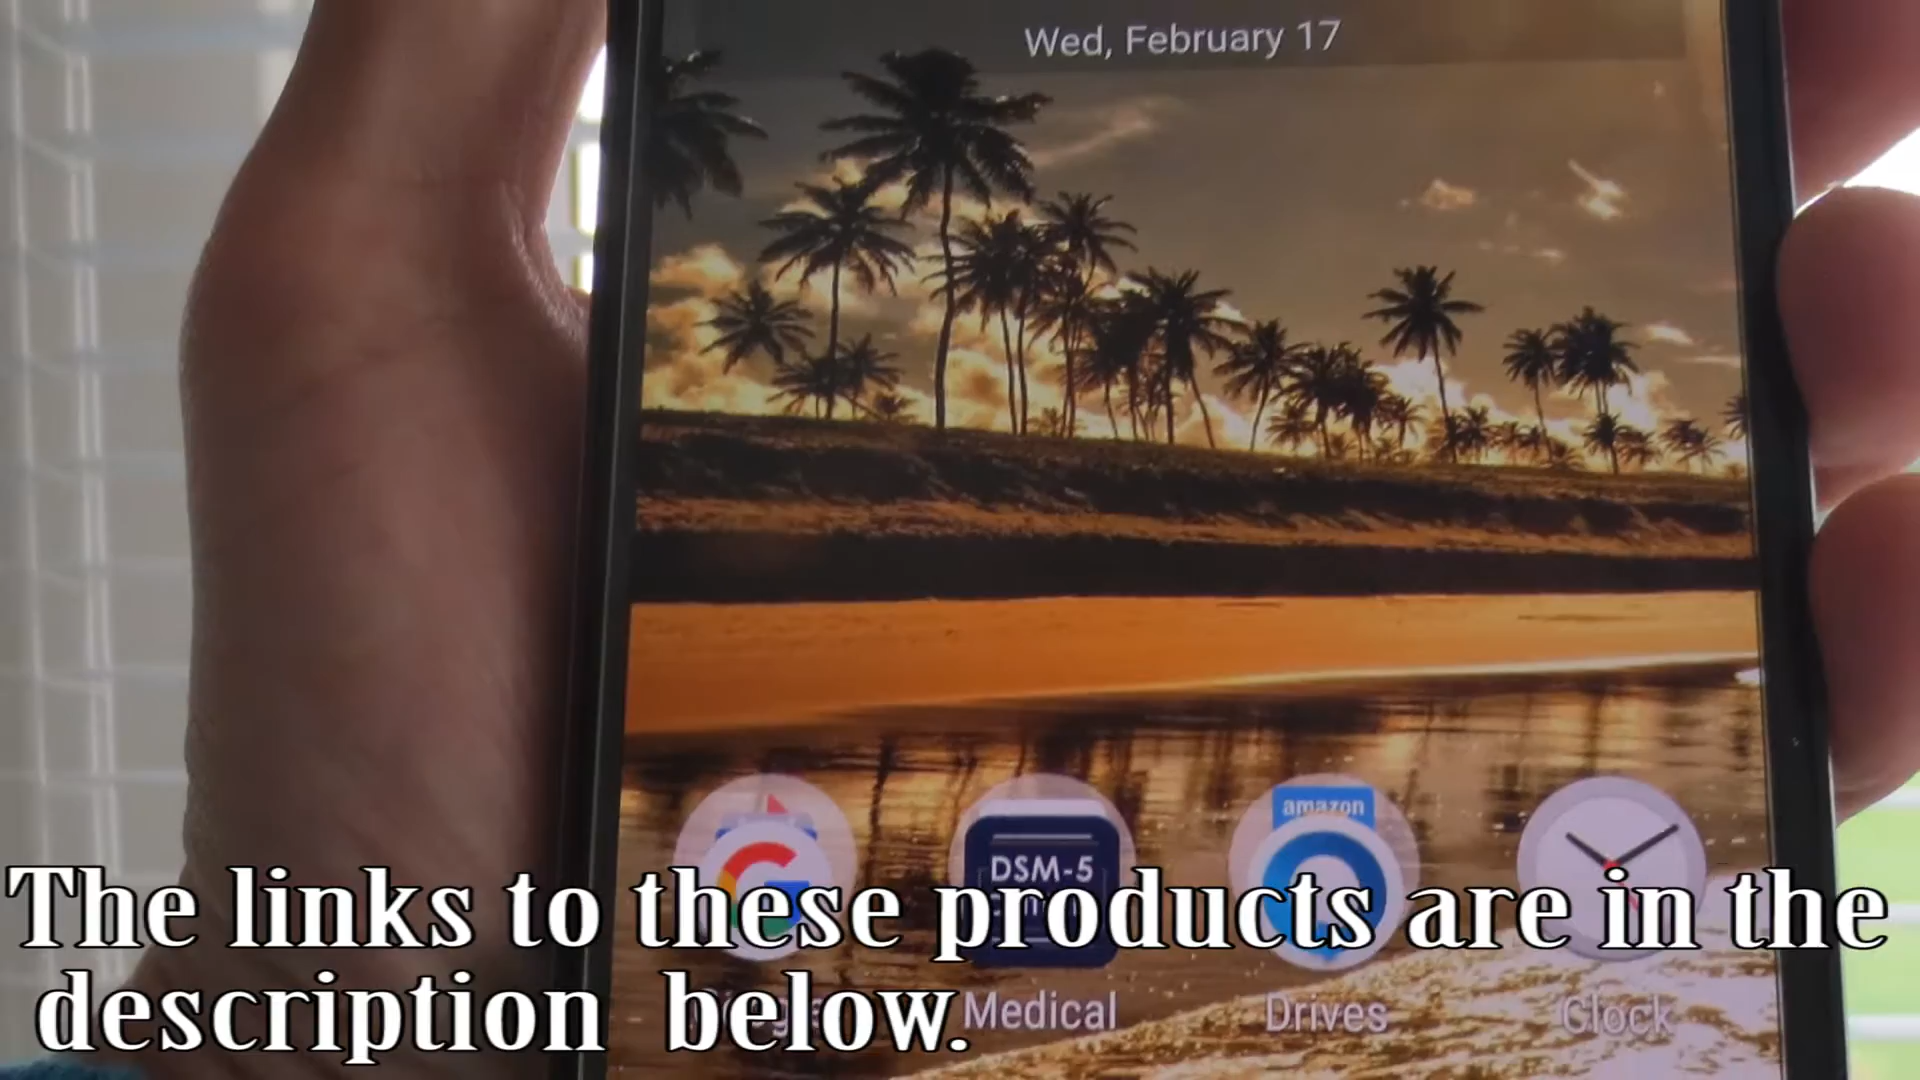 Wed, February 17
amazon
DSM-5
The links to these products are in the
description below.
Medical
Drives
Clock